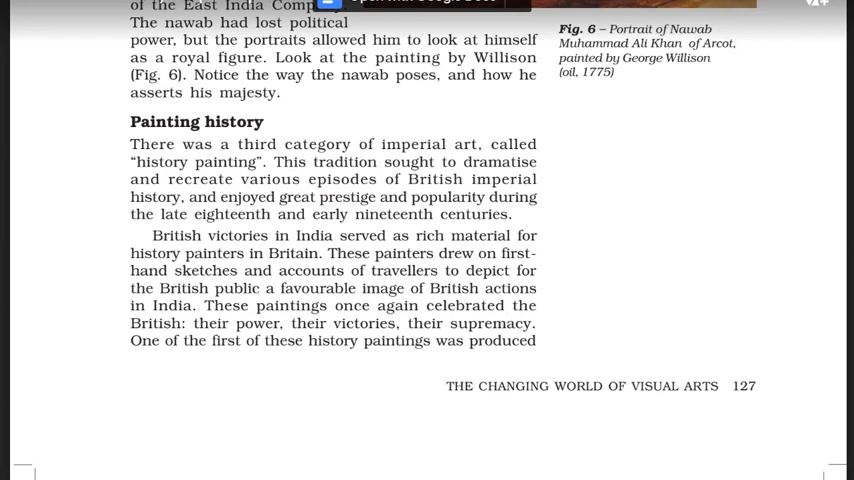 of the East India Comp
The nawab had lost political
power, but the portraits allowed him to look at himself
as a royal figure. Look at the painting by Willison
(Fig. 6). Notice the way the nawab poses, and how he
asserts his majesty.
Fig. 6 – Portrait of Nawab
Muhammad Ali Khan of Arcot,
painted by George Willison
(oil, 1775)
Painting history
There was a third category of imperial art, called
“history painting”. This tradition sought to dramatise
and recreate various episodes of British imperial
history, and enjoyed great prestige and popularity during
the late eighteenth and early nineteenth centuries.
British victories in India served as rich material for
history painters in Britain. These painters drew on first-
hand sketches and accounts of travellers to depict for
the British public a favourable image of British actions
in India. These paintings once again celebrated the
British: their power, their victories, their supremacy.
One of the first of these history paintings was produced
THE CHANGING WORLD OF VISUAL ARTS 127